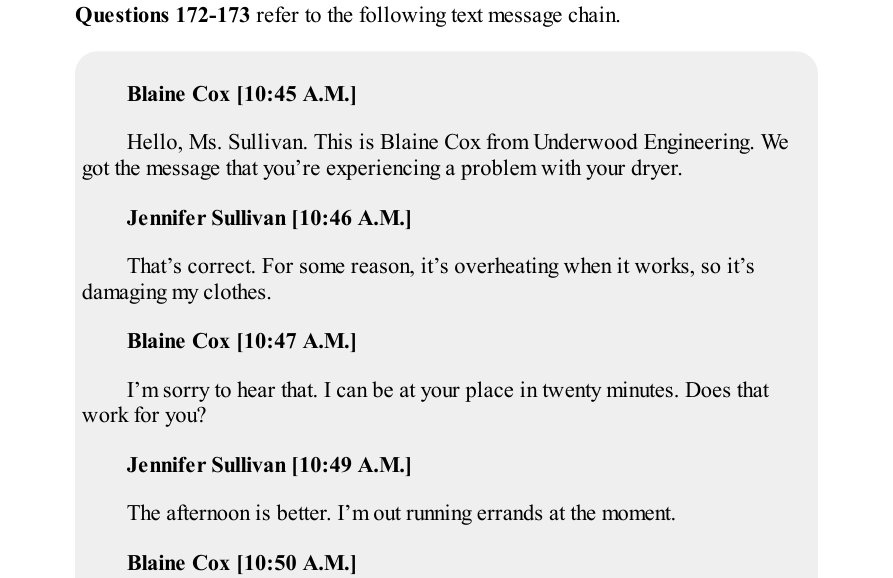 Questions 172-173 refer to the following text message chain.
Blaine Cox [10:45 A.M.]
Hello, Ms. Sullivan. This is Blaine Cox from Underwood Engineering. We
got the message that you’re experiencing a problem with your dryer.
Jennifer Sullivan [10:46 A.M.]
That’s correct. For some reason, it’s overheating when it works, so it’s
damaging my clothes.
Blaine Cox [10:47 A.M.]
I’m sorry to hear that. I can be at your place in twenty minutes. Does that
work for you?
Jennifer Sullivan [10:49 A.M.]
The afternoon is better. I’m out running errands at the moment.
Blaine Cox [10:50 A.M.]